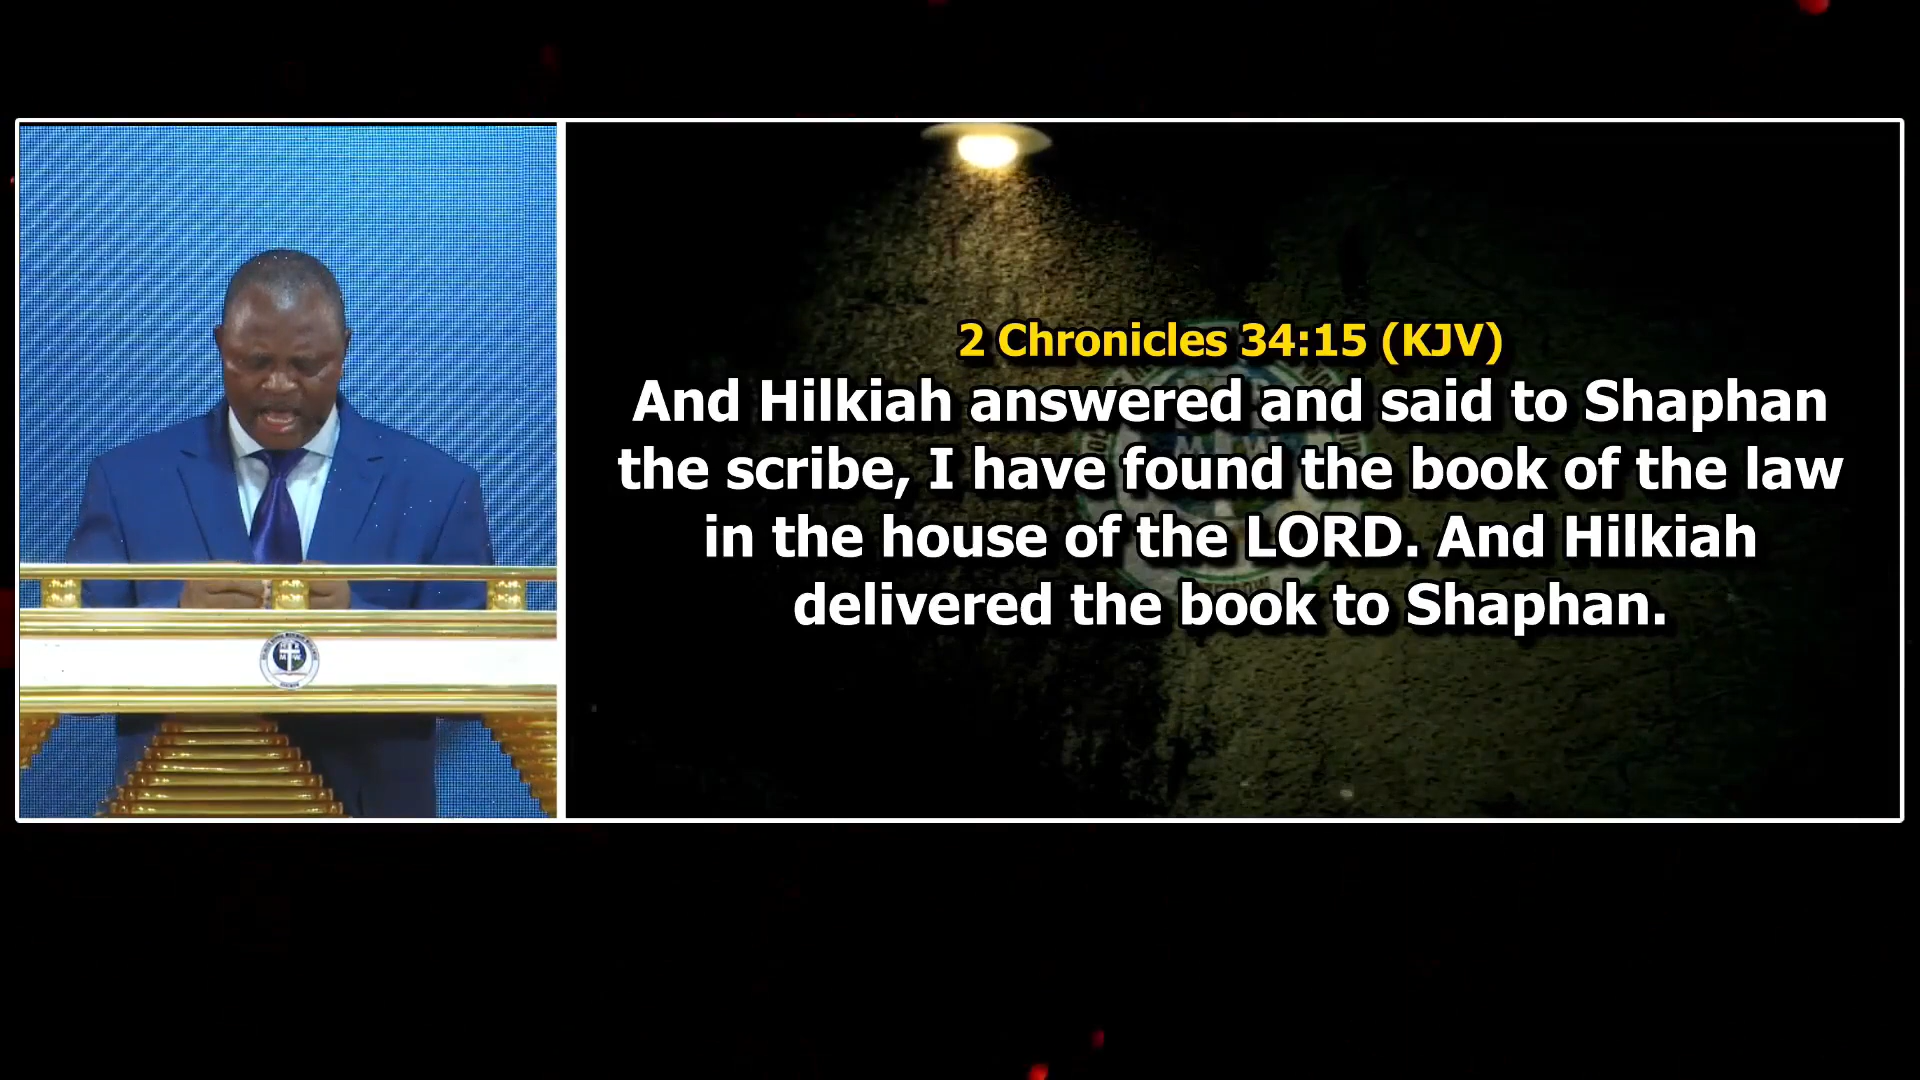 2 Chronicles 34:15 (KJV)
And Hilkiah answered and said to Shaphan
the scribe, I have found the book of the law
in the house of the LORD. And Hilkiah
delivered the book to Shaphan.
M W